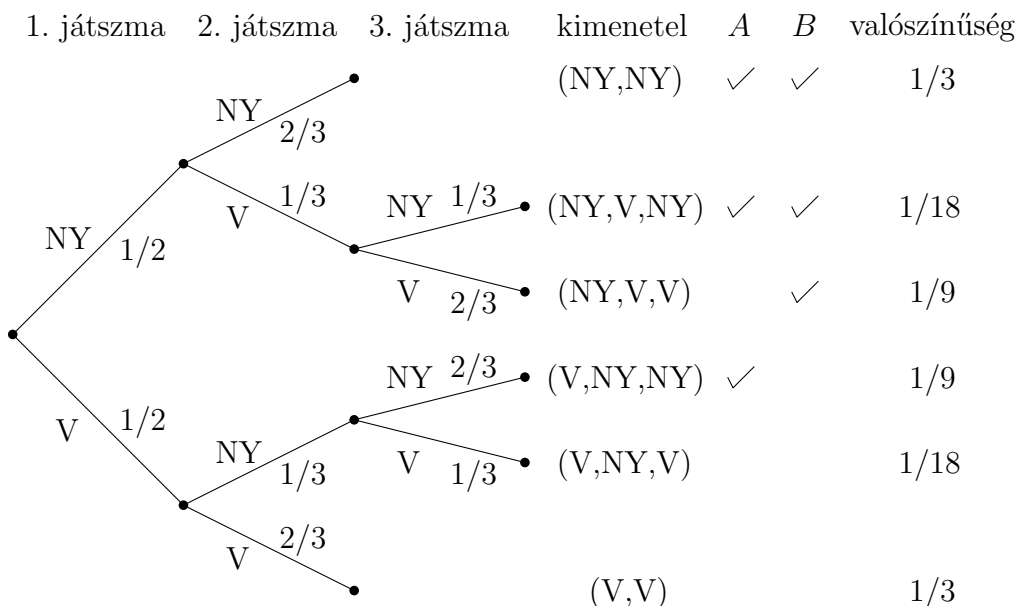 1. játszma 2. játszma 3. játszma kimenetel A B valószínűség
(NY,NY) ✓ ✓ 1/3
NY
2/3
1/3 NY 1/3 (NY,V,NY) ✓ ✓ 1/18
V
NY 1/2
V 2/3 (NY,V,V) ✓ 1/9
NY 2/3 (V,NY,NY) ✓ 1/9
V 1/2
NY 1/3 V 1/3 (V,NY,V) 1/18
2/3
V
(V,V) 1/3